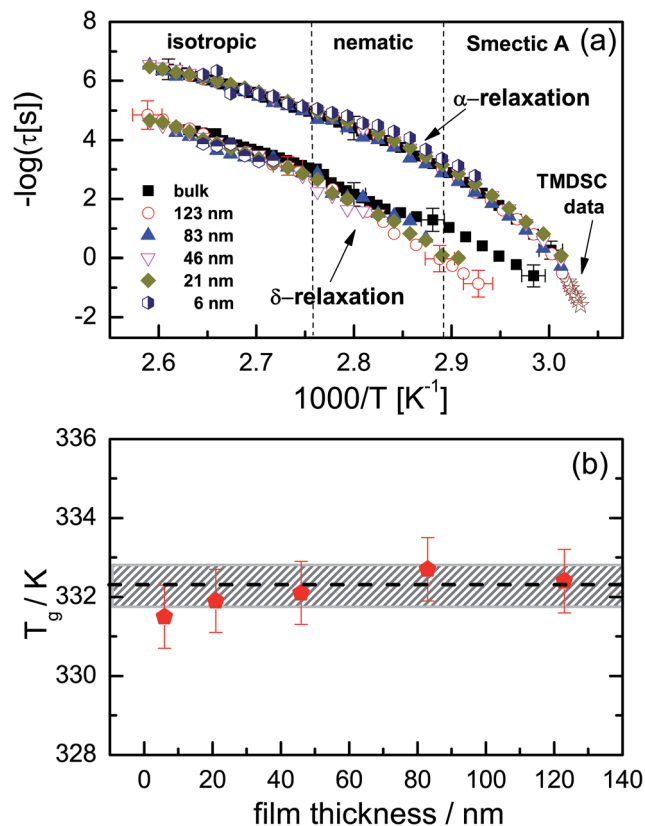 isotropic nematic Smectic A (a)
α-relaxation
TMDSC
data
bulk
123 nm
83 nm
46 nm
21 nm
6 nm
δ-relaxation
-log(τ[s])
8
6
4
2
0
-2
2.6 2.7 2.8 2.9 3.0
1000/T [K⁻¹]
(b)
T_g / K
336
334
332
330
328
0 20 40 60 80 100 120 140
film thickness / nm